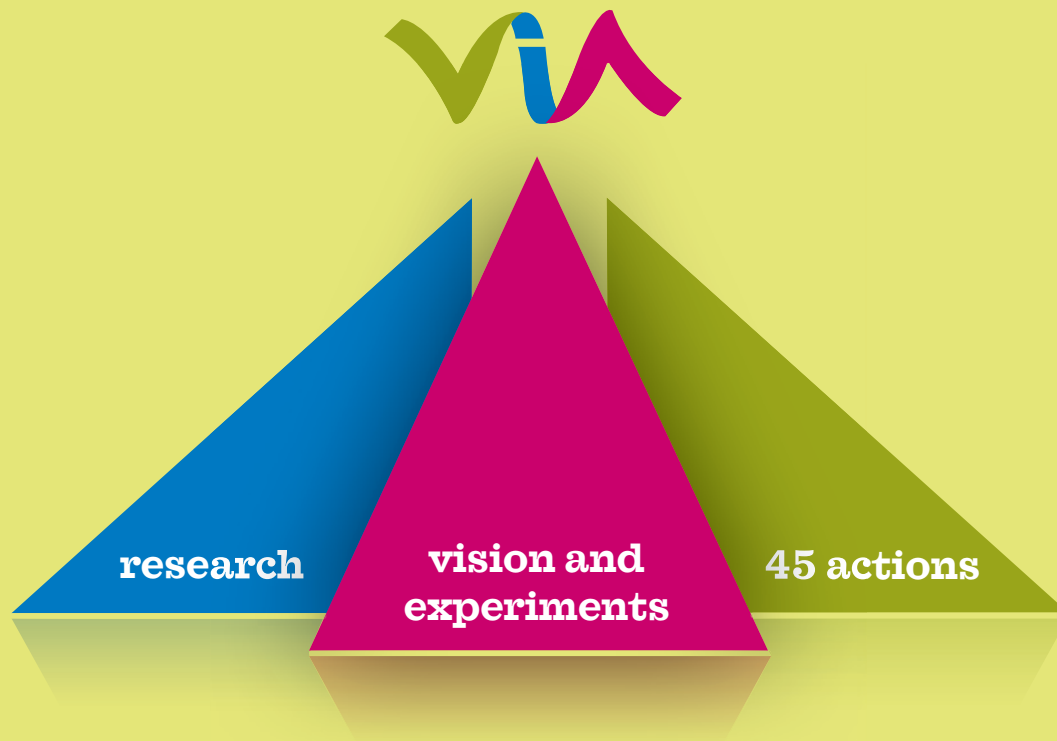 via
research
vision and
experiments
45 actions